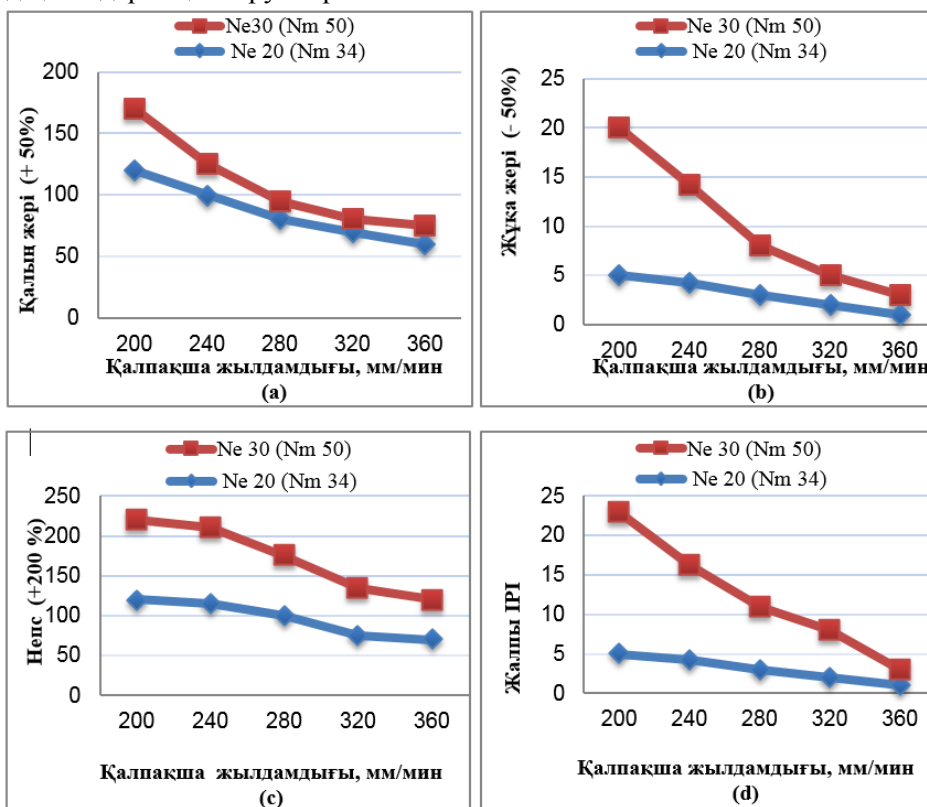 Ne30 (Nm 50)
Ne 20 (Nm 34)
Қалың жері (+ 50%)
200
150
100
50
0
200 240 280 320 360
Қалпақша жылдамдығы, мм/мин
(a)
Ne 30 (Nm 50)
Ne 20 (Nm 34)
Жұқа жері (- 50%)
25
20
15
10
5
0
200 240 280 320 360
Қалпақша жылдамдығы, мм/мин
(b)
Ne 30 (Nm 50)
Ne 20 (Nm 34)
Непс (+200 %)
250
200
150
100
50
0
200 240 280 320 360
Қалпақша жылдамдығы, мм/мин
(c)
Ne 30 (Nm 50)
Ne 20 (Nm 34)
Жалпы IPI
25
20
15
10
5
0
200 240 280 320 360
Қалпақша жылдамдығы, мм/мин
(d)